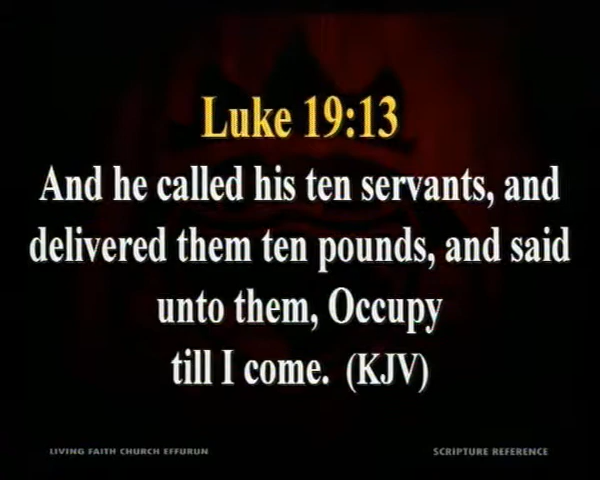 Luke 19:13
And he called his ten servants, and
delivered them ten pounds, and said
unto them, Occupy
till I come. (KJV)
LIVING FAITH CHURCH EFFURUN
SCRIPTURE REFERENCE